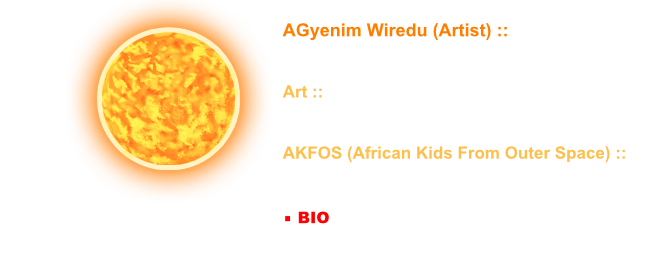 AGyenim Wiredu (Artist) ::
Art ::
AKFOS (African Kids From Outer Space) ::
▪ BIO